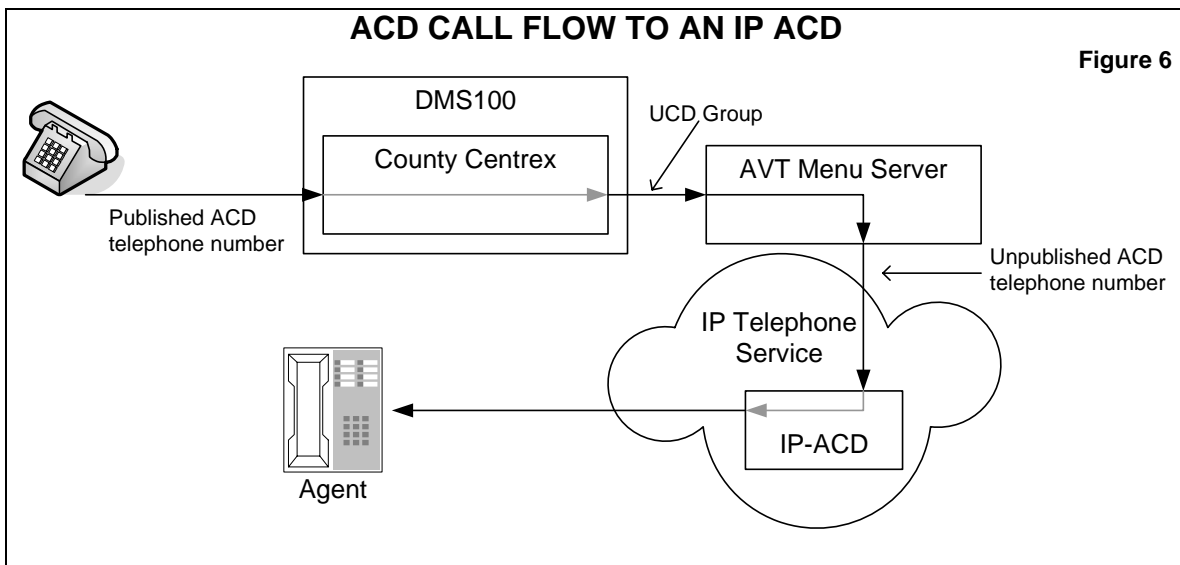 ACD CALL FLOW TO AN IP ACD
Figure 6
DMS100
UCD Group
County Centrex
AVT Menu Server
Published ACD
telephone number
Unpublished ACD
telephone number
IP Telephone
Service
IP-ACD
Agent